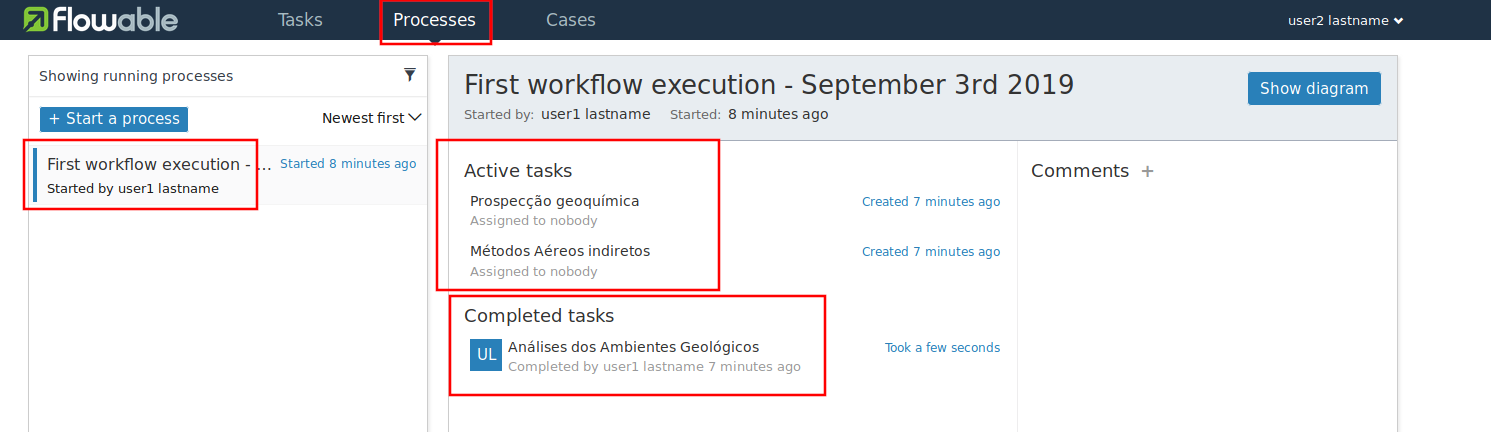 flowable Tasks Processes Cases user2 lastname
Showing running processes
+ Start a process Newest first
First workflow execution - ... Started 8 minutes ago
Started by user1 lastname
First workflow execution - September 3rd 2019
Started by: user1 lastname Started: 8 minutes ago
Show diagram
Active tasks
Prospecção geoquímica Created 7 minutes ago
Assigned to nobody
Métodos Aéreos indiretos Created 7 minutes ago
Assigned to nobody
Completed tasks
UL Análises dos Ambientes Geológicos Took a few seconds
Completed by user1 lastname 7 minutes ago
Comments +